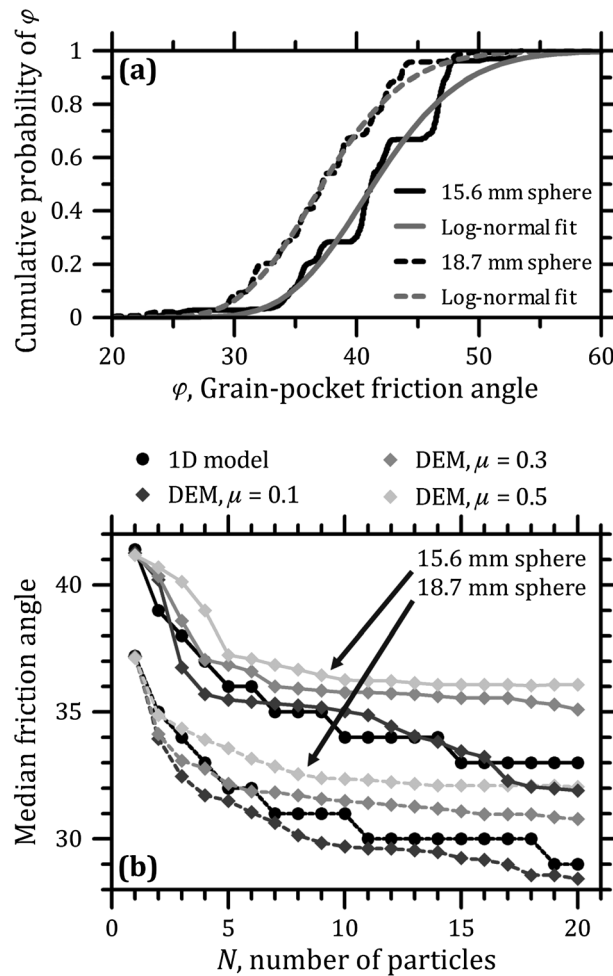 Cumulative probability of φ
1
0.8
0.6
0.4
0.2
0
(a)
15.6 mm sphere
Log-normal fit
18.7 mm sphere
Log-normal fit
20 30 40 50 60
φ, Grain-pocket friction angle
1D model
DEM, μ = 0.1
DEM, μ = 0.3
DEM, μ = 0.5
Median friction angle
40
35
30
15.6 mm sphere
18.7 mm sphere
(b)
0 5 10 15 20
N, number of particles